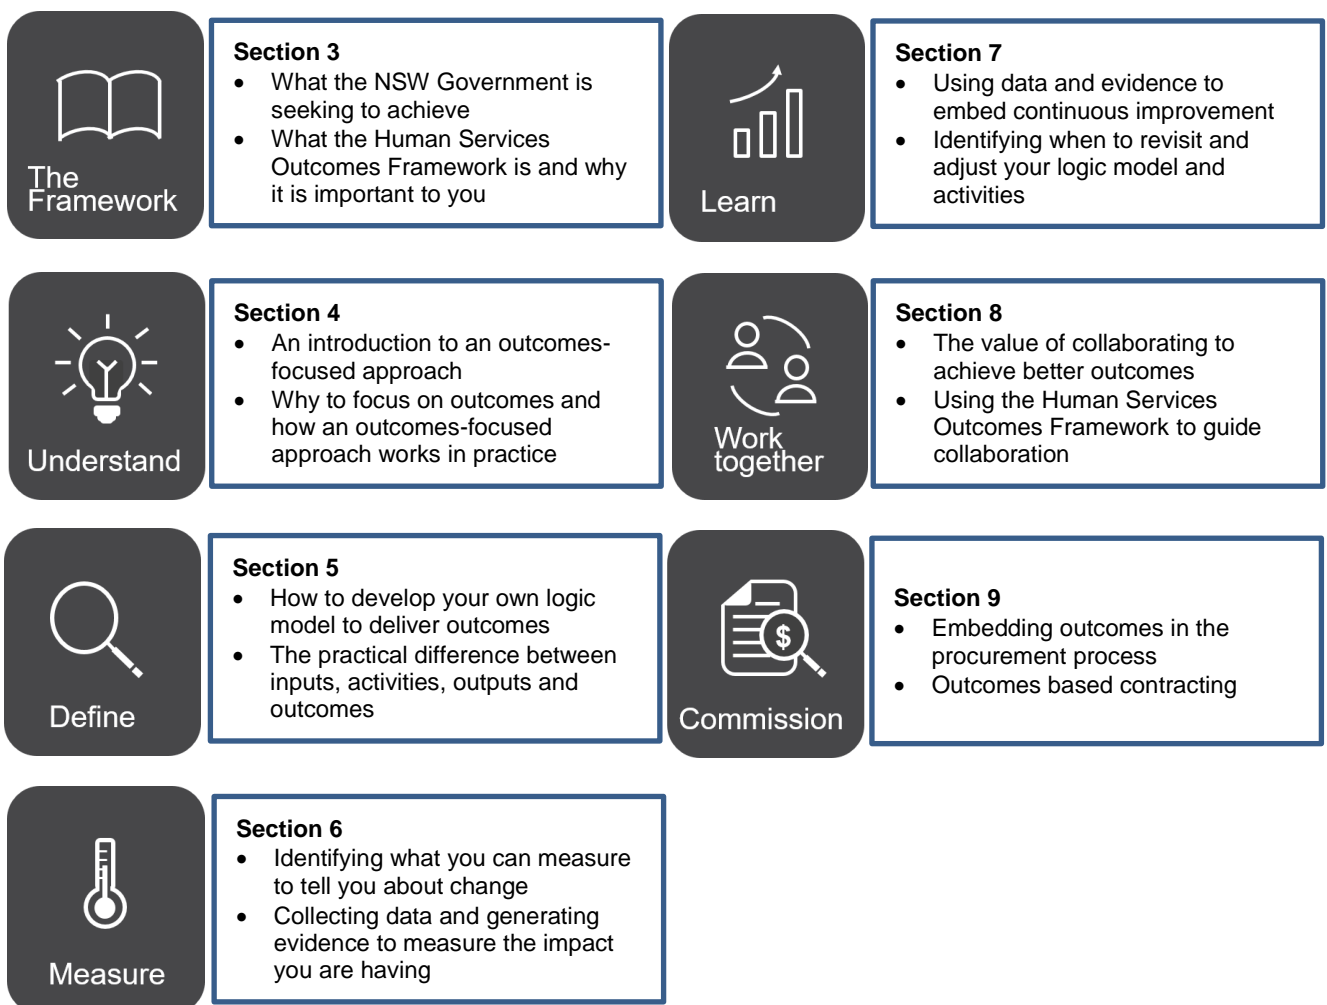 The
Framework
Section 3
• What the NSW Government is
seeking to achieve
• What the Human Services
Outcomes Framework is and why
it is important to you
Understand
Section 4
• An introduction to an outcomes-
focused approach
• Why to focus on outcomes and
how an outcomes-focused
approach works in practice
Define
Section 5
• How to develop your own logic
model to deliver outcomes
• The practical difference between
inputs, activities, outputs and
outcomes
Measure
Section 6
• Identifying what you can measure
to tell you about change
• Collecting data and generating
evidence to measure the impact
you are having
Learn
Section 7
• Using data and evidence to
embed continuous improvement
• Identifying when to revisit and
adjust your logic model and
activities
Work
together
Section 8
• The value of collaborating to
achieve better outcomes
• Using the Human Services
Outcomes Framework to guide
collaboration
$
Commission
Section 9
• Embedding outcomes in the
procurement process
• Outcomes based contracting